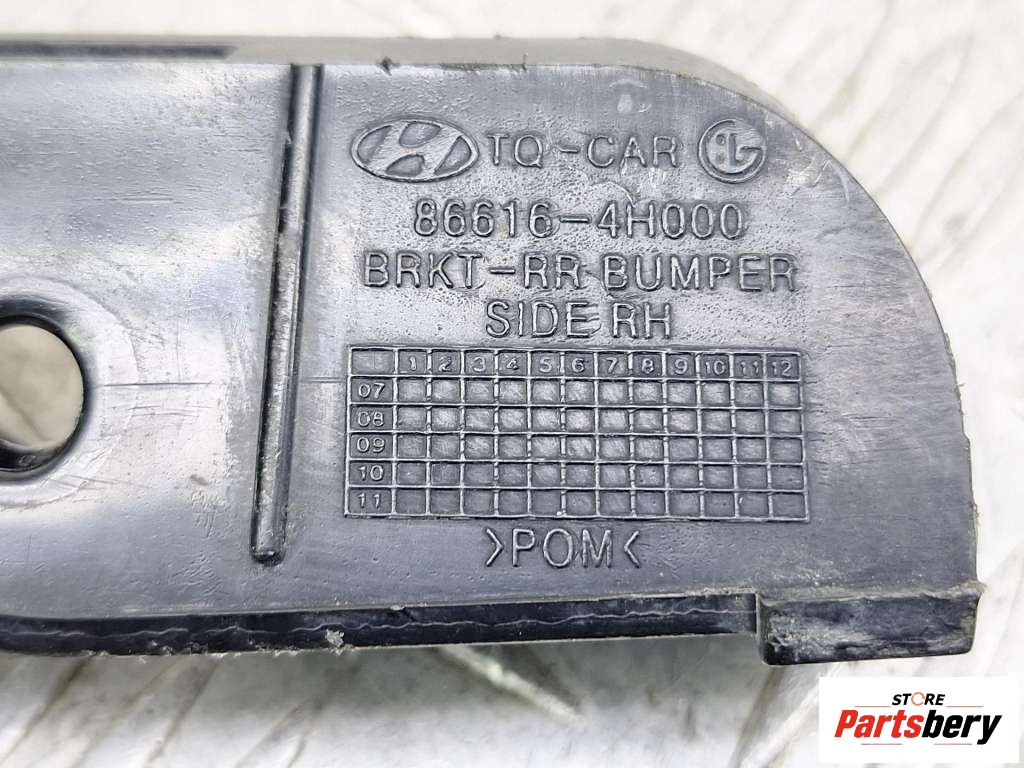 TQ-CAR
86616-4H000
BRKT-RR BUMPER
SIDE RH
1 2 3 4 5 6 7 8 9 10 11 12
07
08
09
10
11
>POM<
STORE
Partsbery